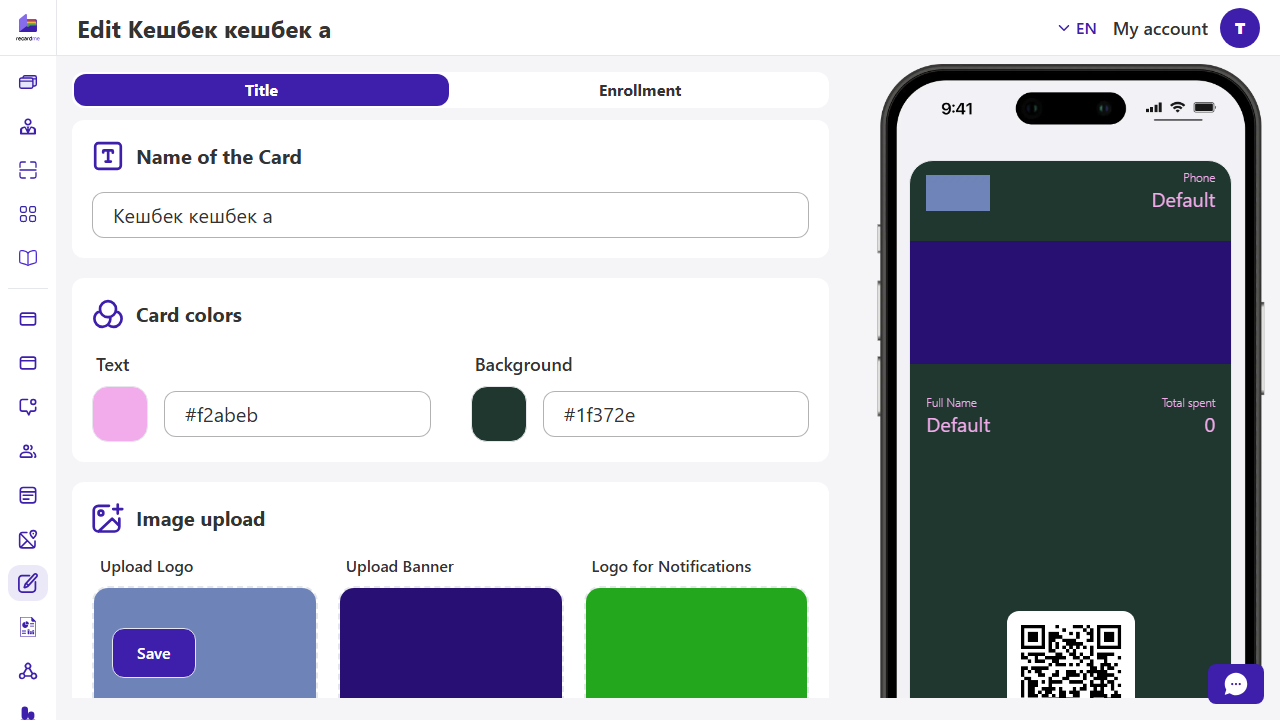 recardme
Edit Кешбек кешбек а
EN
My account
T
Title
Enrollment
Name of the Card
Кешбек кешбек а
Card colors
Text
Background
#f2abeb
#1f372e
Image upload
Upload Logo
Upload Banner
Logo for Notifications
Save
9:41
Phone
Default
Full Name
Total spent
Default
0